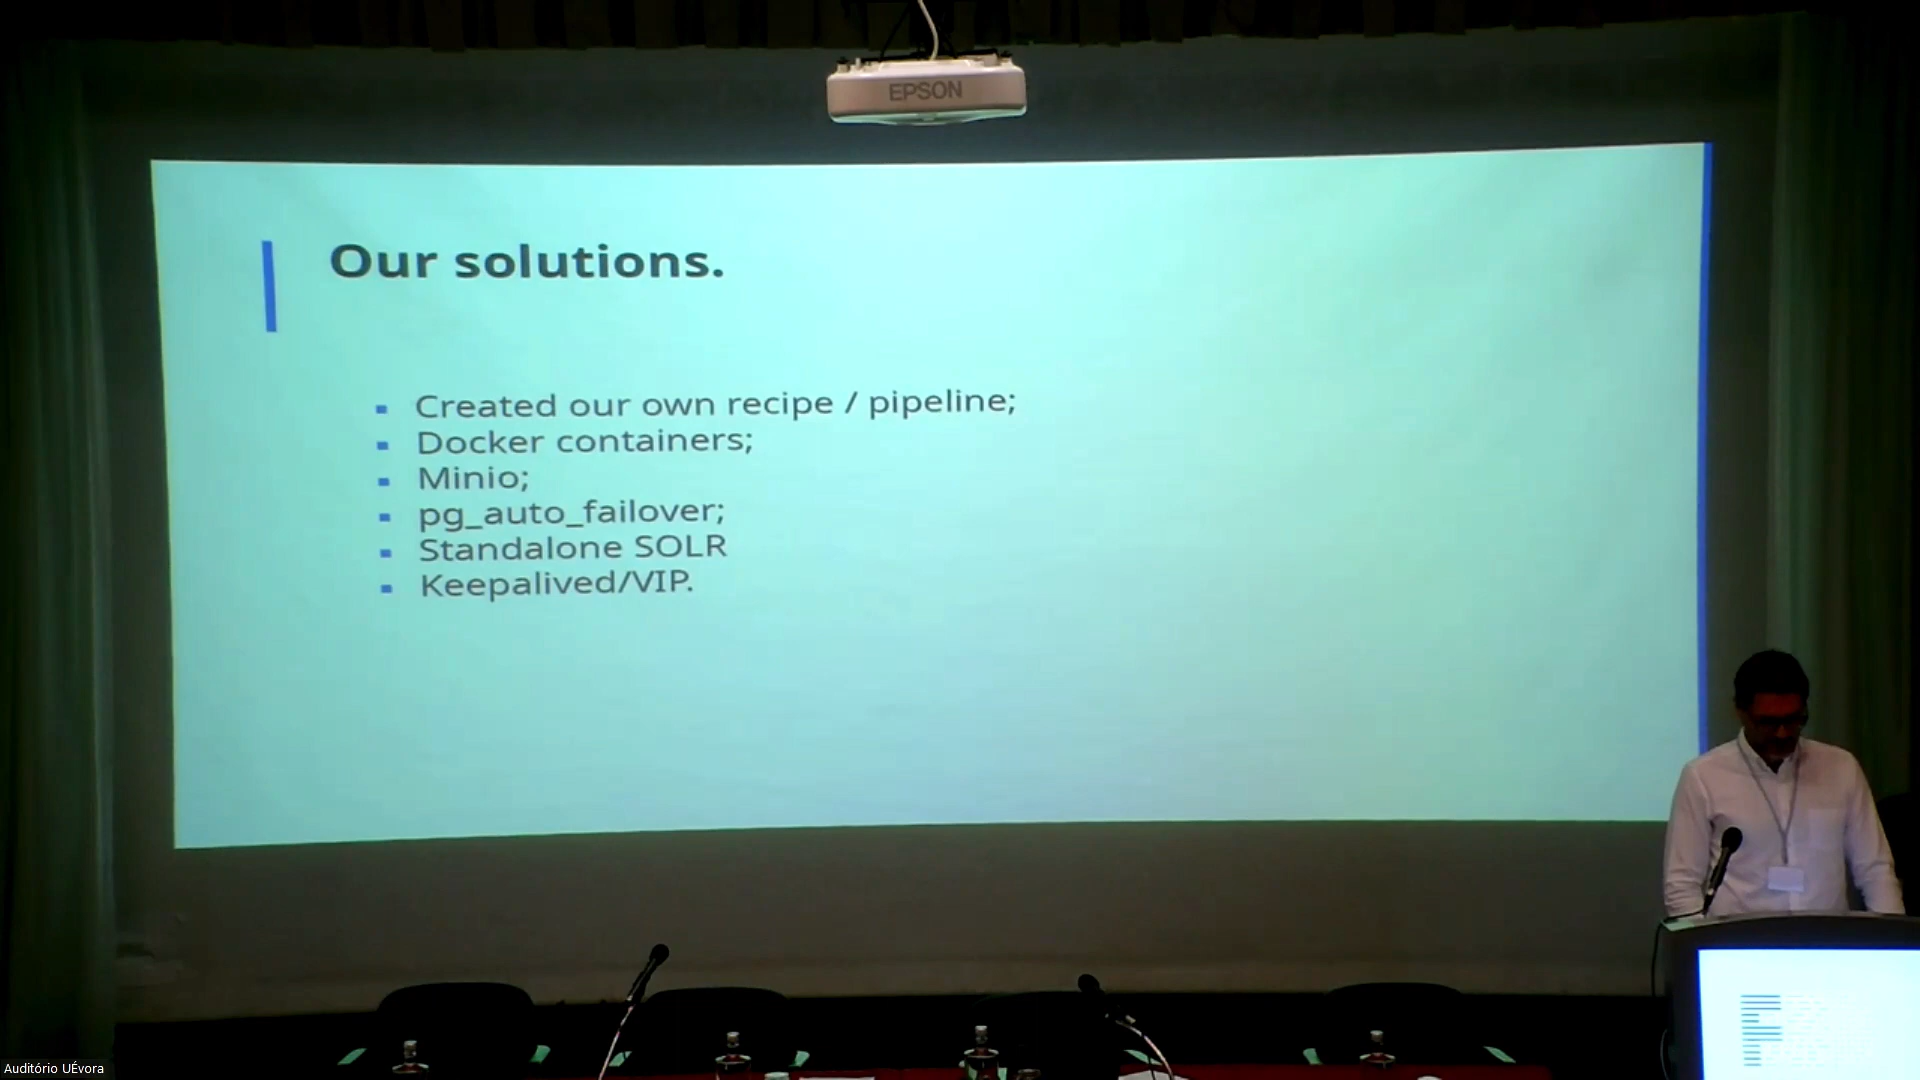 EPSON
Our solutions.
Created our own recipe / pipeline;
Docker containers;
Minio;
pg_auto_failover;
Standalone SOLR
Keepalived/VIP.
Auditório UÉvora